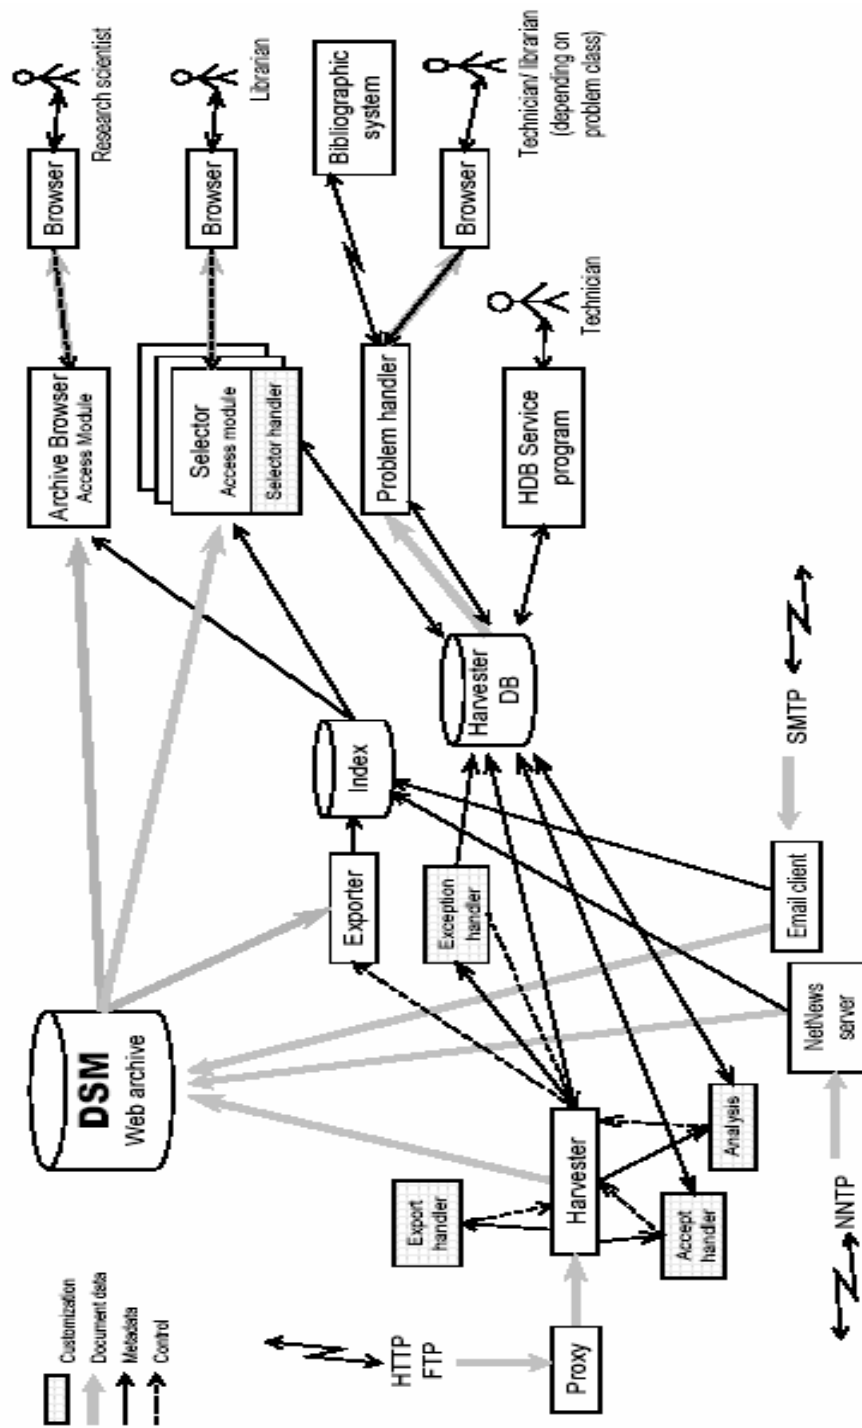 Customization
Document data
Metadata
Control
DSM
Web archive
Archive Browser
Access Module
Browser
Research scientist
Selector
Access module
Selector handler
Browser
Librarian
HTTP
FTP
Proxy
Export
handler
Harvester
Accept
handler
Analysis
Exporter
Index
Exception
handler
Harvester
DB
Problem handler
Bibliographic
system
Browser
Technician/ librarian
(depending on
problem class)
HDB Service
program
Technician
NNTP
NetNews
server
Email client
SMTP